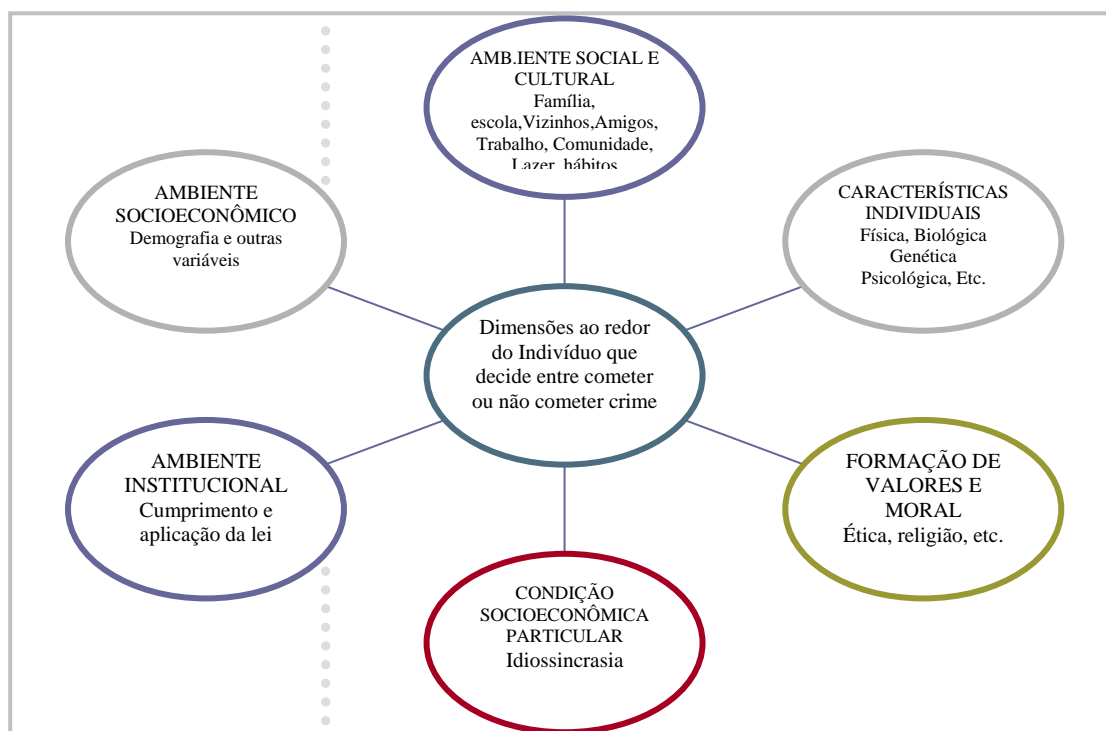 AMB.IENTE SOCIAL E
CULTURAL
Família,
escola,Vizinhos,Amigos,
Trabalho, Comunidade,
Lazer, hábitos
AMBIENTE
SOCIOECONÔMICO
Demografia e outras
variáveis
CARACTERÍSTICAS
INDIVIDUAIS
Física, Biológica
Genética
Psicológica, Etc.
Dimensões ao redor
do Indivíduo que
decide entre cometer
ou não cometer crime
AMBIENTE
INSTITUCIONAL
Cumprimento e
aplicação da lei
FORMAÇÃO DE
VALORES E
MORAL
Ética, religião, etc.
CONDIÇÃO
SOCIOECONÔMICA
PARTICULAR
Idiossincrasia